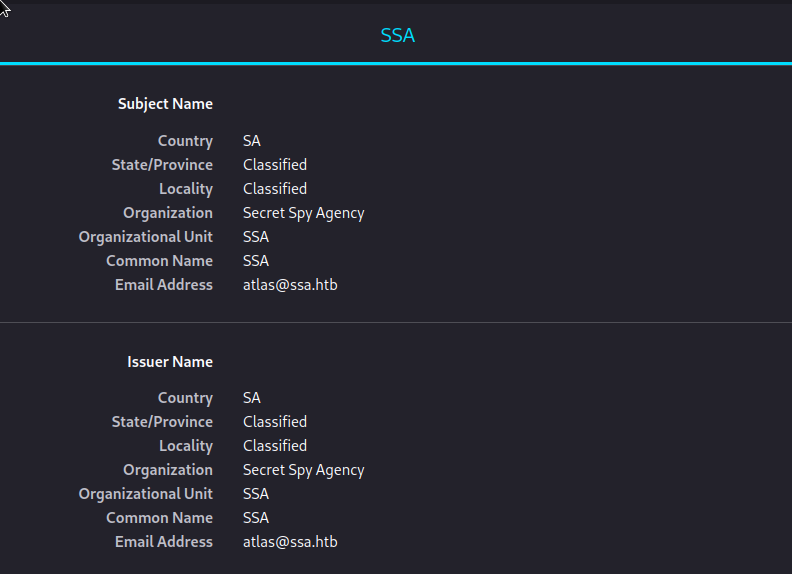 SSA
Subject Name
Country SA
State/Province Classified
Locality Classified
Organization Secret Spy Agency
Organizational Unit SSA
Common Name SSA
Email Address atlas@ssa.htb
Issuer Name
Country SA
State/Province Classified
Locality Classified
Organization Secret Spy Agency
Organizational Unit SSA
Common Name SSA
Email Address atlas@ssa.htb